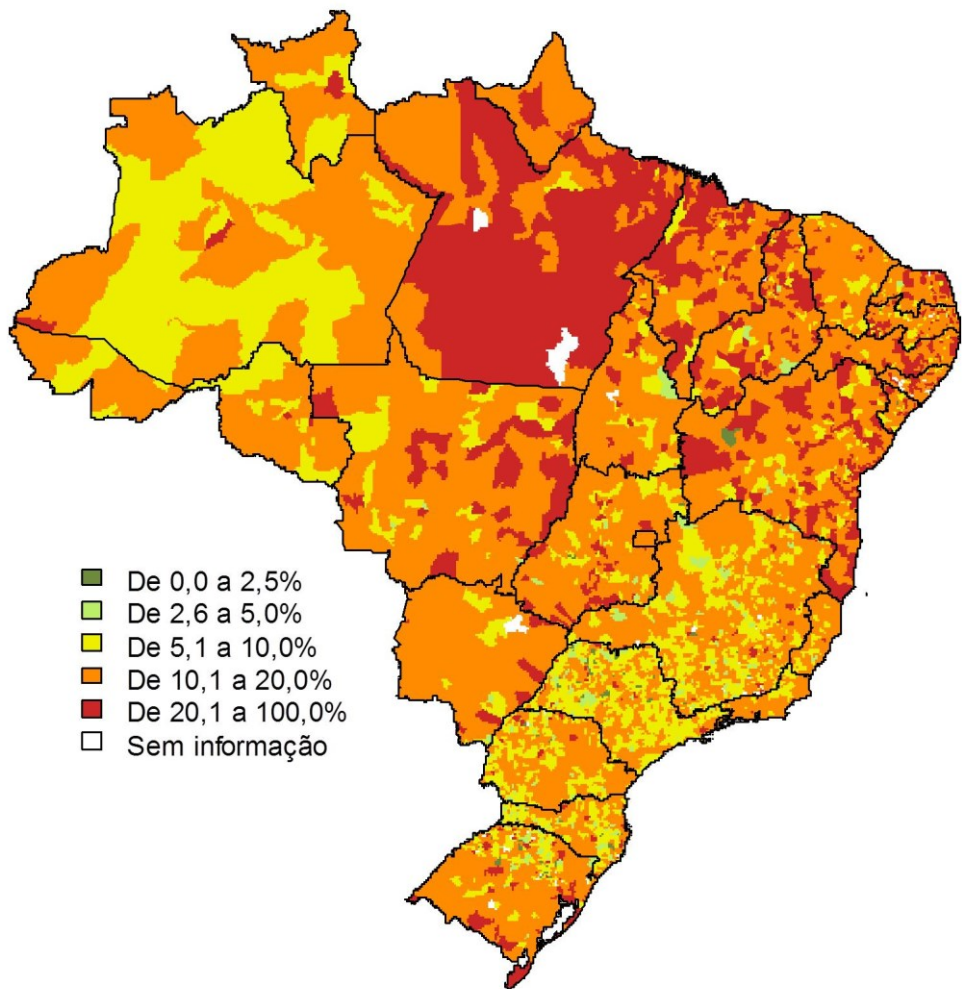 De 0,0 a 2,5%
De 2,6 a 5,0%
De 5,1 a 10,0%
De 10,1 a 20,0%
De 20,1 a 100,0%
Sem informação